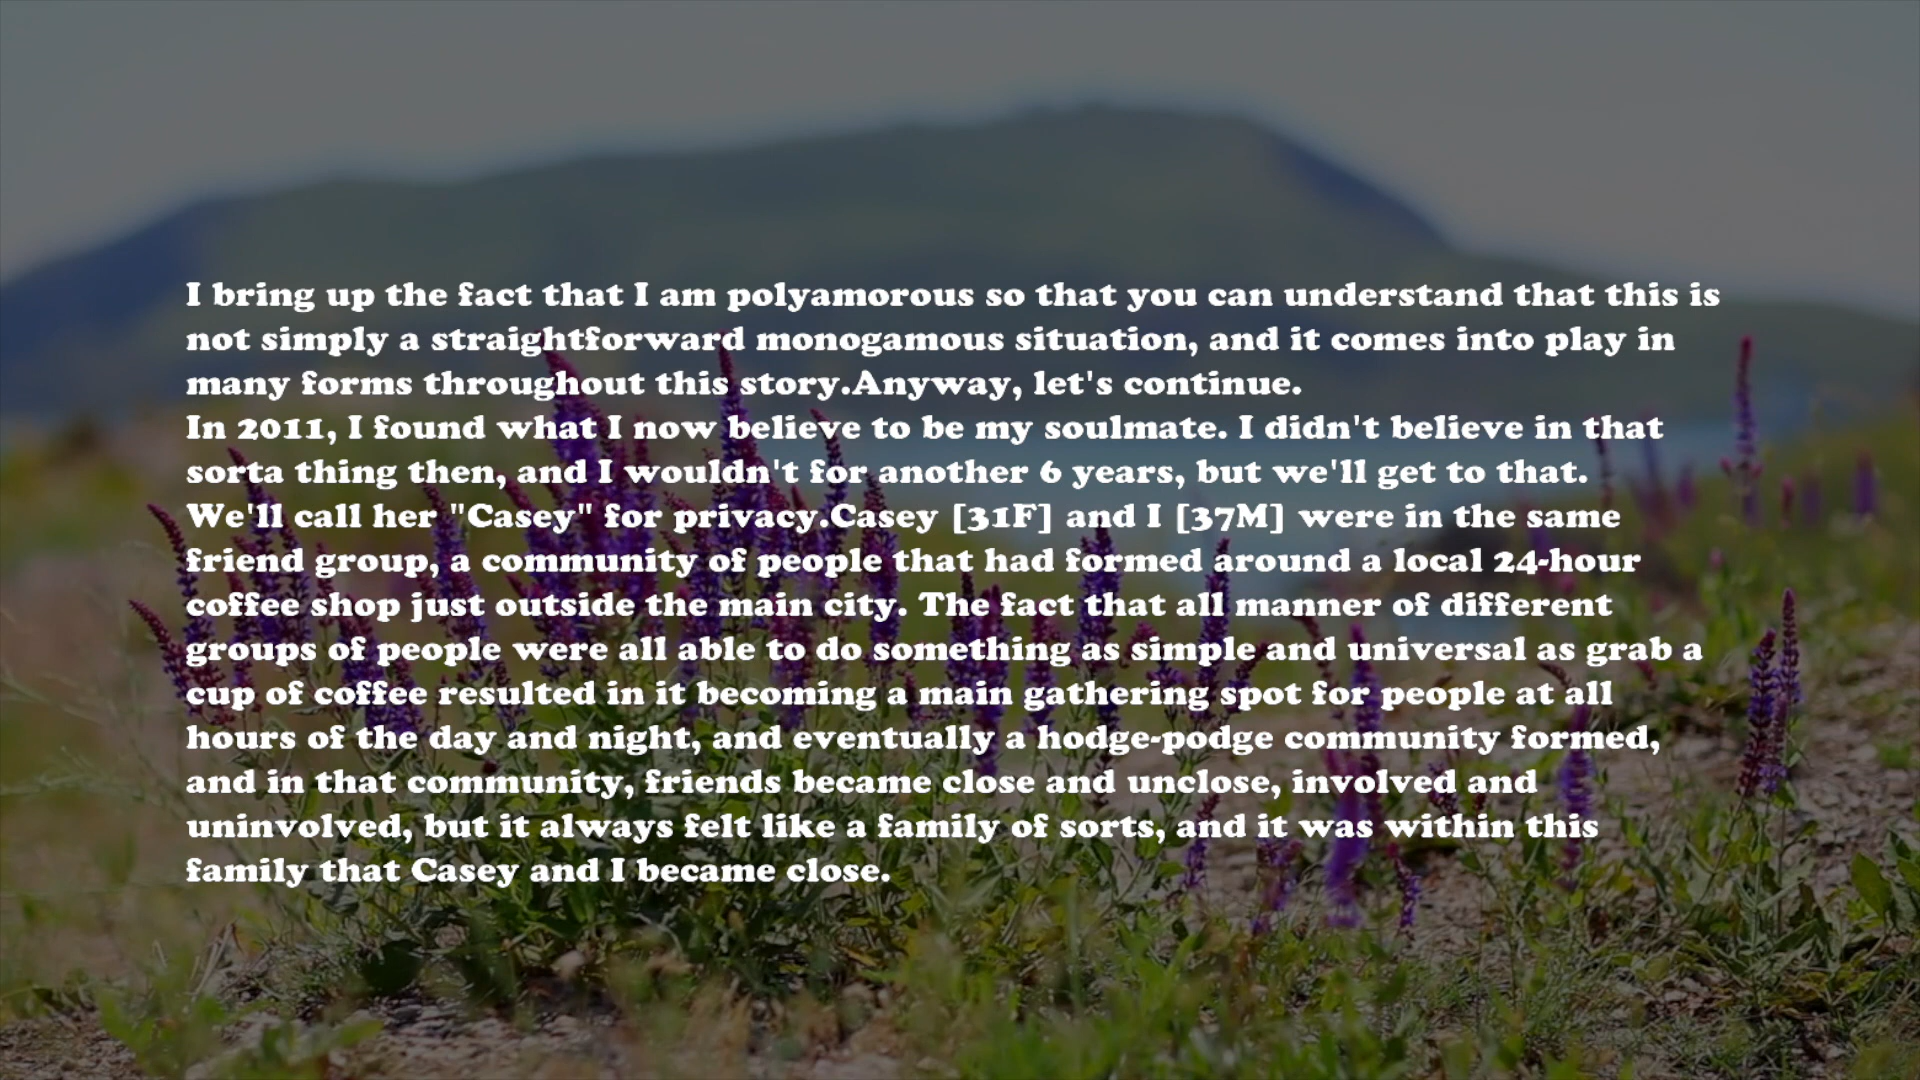 I bring up the fact that I am polyamorous so that you can understand that this is
not simply a straightforward monogamous situation, and it comes into play in
many forms throughout this story.Anyway, let's continue.
In 2011, I found what I now believe to be my soulmate. I didn't believe in that
sorta thing then, and I wouldn't for another 6 years, but we'll get to that.
We'll call her "Casey" for privacy.Casey [31F] and I [37M] were in the same
friend group, a community of people that had formed around a local 24-hour
coffee shop just outside the main city. The fact that all manner of different
groups of people were all able to do something as simple and universal as grab a
cup of coffee resulted in it becoming a main gathering spot for people at all
hours of the day and night, and eventually a hodge-podge community formed,
and in that community, friends became close and unclose, involved and
uninvolved, but it always felt like a family of sorts, and it was within this
family that Casey and I became close.